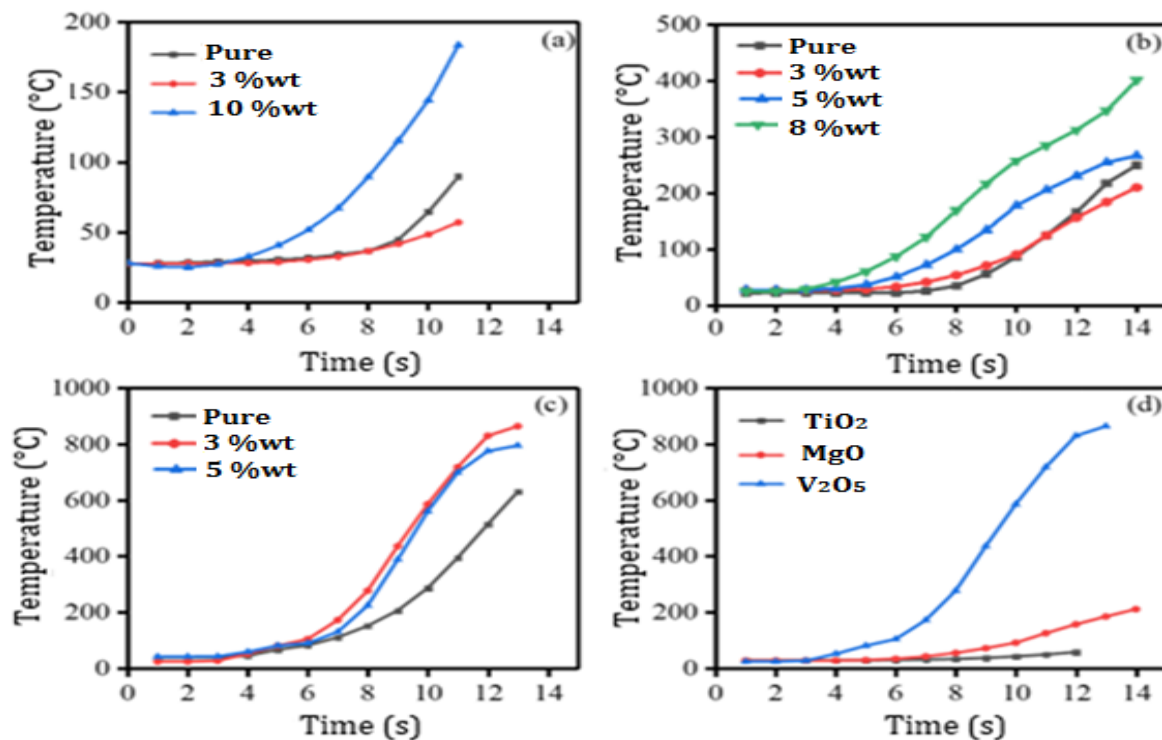 (a)
Pure
3 %wt
10 %wt
Temperature (°C)
200
150
100
50
0
0 2 4 6 8 10 12 14
Time (s)
(b)
Pure
3 %wt
5 %wt
8 %wt
Temperature (°C)
500
400
300
200
100
0
0 2 4 6 8 10 12 14
Time (s)
(c)
Pure
3 %wt
5 %wt
Temperature (°C)
1000
800
600
400
200
0
0 2 4 6 8 10 12 14
Time (s)
(d)
TiO₂
MgO
V₂O₅
Temperature (°C)
1000
800
600
400
200
0
0 2 4 6 8 10 12 14
Time (s)